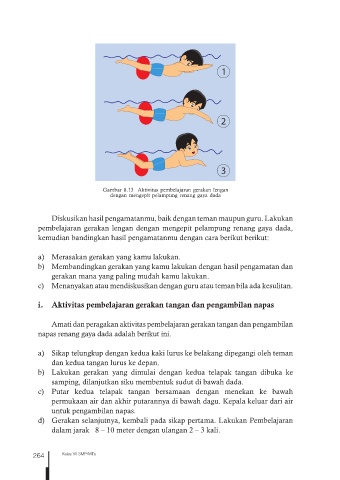 1
2
3
Gambar 8.13 Aktivitas pembelajaran gerakan lengan
dengan mengepit pelampung renang gaya dada
Diskusikan hasil pengamatanmu, baik dengan teman maupun guru. Lakukan
pembelajaran gerakan lengan dengan mengepit pelampung renang gaya dada,
kemudian bandingkan hasil pengamatanmu dengan cara berikut berikut:
a) Merasakan gerakan yang kamu lakukan.
b) Membandingkan gerakan yang kamu lakukan dengan hasil pengamatan dan
gerakan mana yang paling mudah kamu lakukan.
c) Menanyakan atau mendiskusikan dengan guru atau teman bila ada kesulitan.
i. Aktivitas pembelajaran gerakan tangan dan pengambilan napas
Amati dan peragakan aktivitas pembelajaran gerakan tangan dan pengambilan
napas renang gaya dada adalah berikut ini.
a) Sikap telungkup dengan kedua kaki lurus ke belakang dipegangi oleh teman
dan kedua tangan lurus ke depan.
b) Lakukan gerakan yang dimulai dengan kedua telapak tangan dibuka ke
samping, dilanjutkan siku membentuk sudut di bawah dada.
c) Putar kedua telapak tangan bersamaan dengan menekan ke bawah
permukaan air dan akhir putarannya di bawah dagu. Kepala keluar dari air
untuk pengambilan napas.
d) Gerakan selanjutnya, kembali pada sikap pertama. Lakukan Pembelajaran
dalam jarak 8 – 10 meter dengan ulangan 2 – 3 kali.
264 Kelas VII SMP/MTs